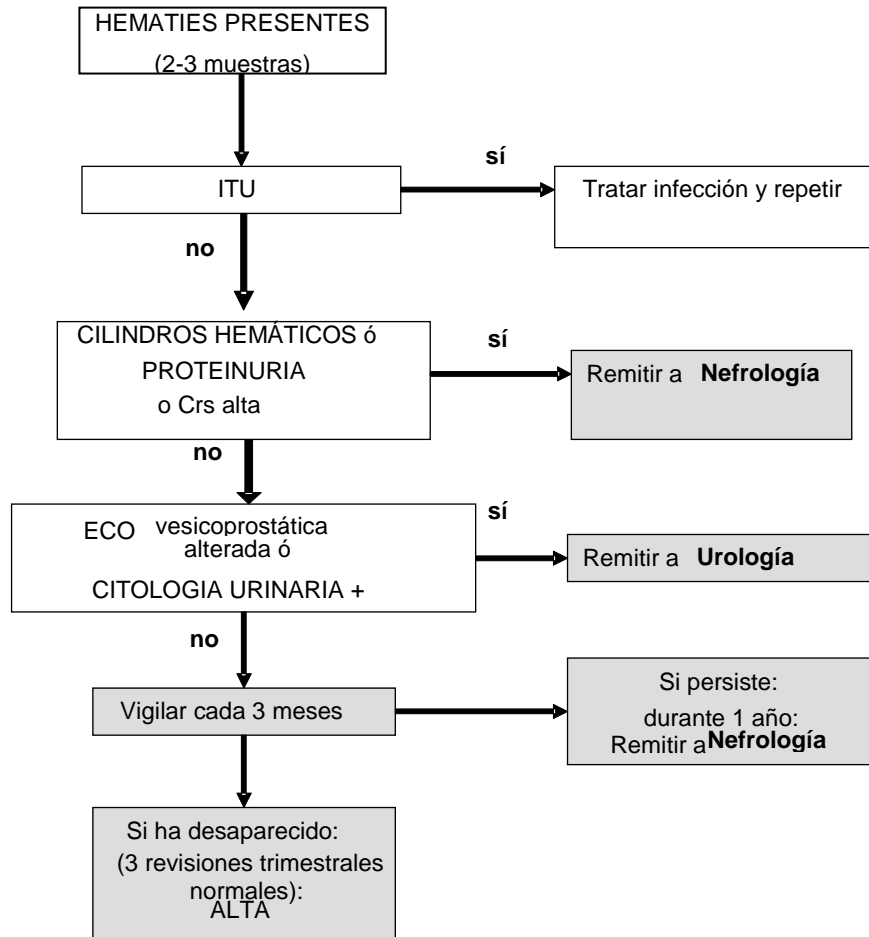 HEMATIES PRESENTES
(2-3 muestras)
sí
ITU
Tratar infección y repetir
no
CILINDROS HEMÁTICOS ó
PROTEINURIA
o Crs alta
sí
Remitir a Nefrología
no
ECO vesicoprostática
alterada ó
CITOLOGIA URINARIA +
sí
Remitir a Urología
no
Vigilar cada 3 meses
Si persiste:
durante 1 año:
Remitir a Nefrología
Si ha desaparecido:
(3 revisiones trimestrales
normales):
ALTA